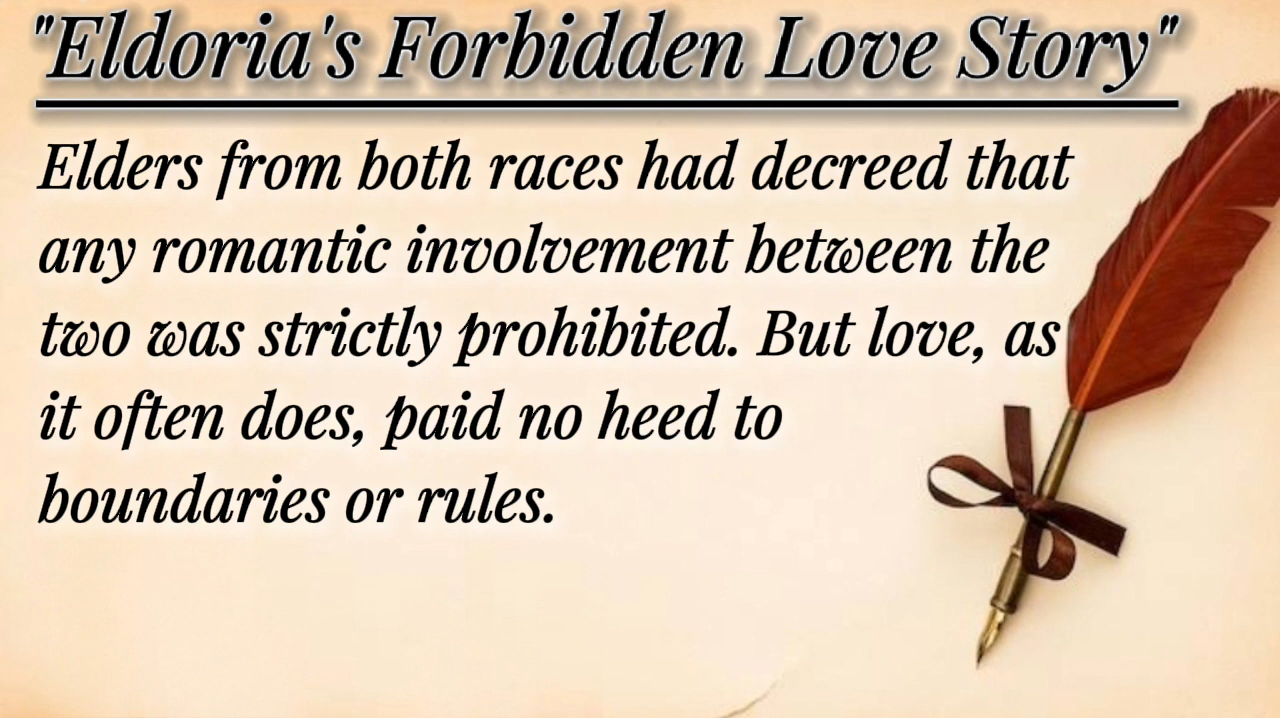 "Eldoria's Forbidden Love Story"
Elders from both races had decreed that
any romantic involvement between the
two was strictly prohibited. But love, as
it often does, paid no heed to
boundaries or rules.